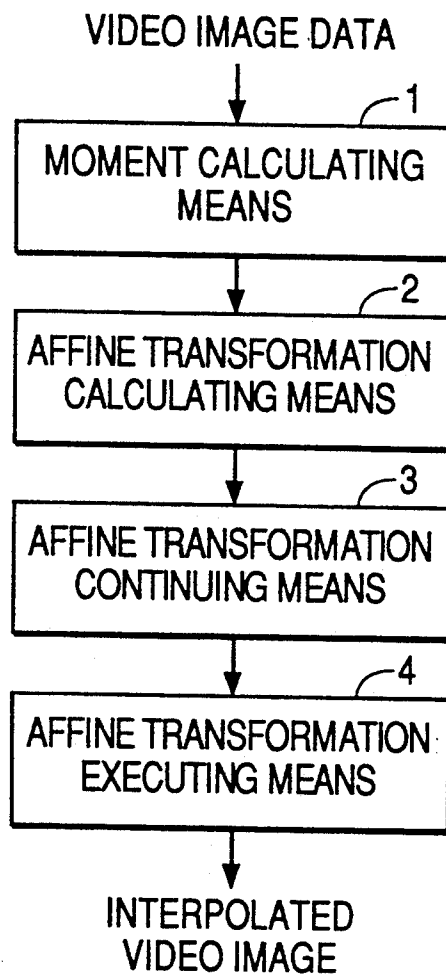 VIDEO IMAGE DATA
1
MOMENT CALCULATING
MEANS
2
AFFINE TRANSFORMATION
CALCULATING MEANS
3
AFFINE TRANSFORMATION
CONTINUING MEANS
4
AFFINE TRANSFORMATION
EXECUTING MEANS
INTERPOLATED
VIDEO IMAGE